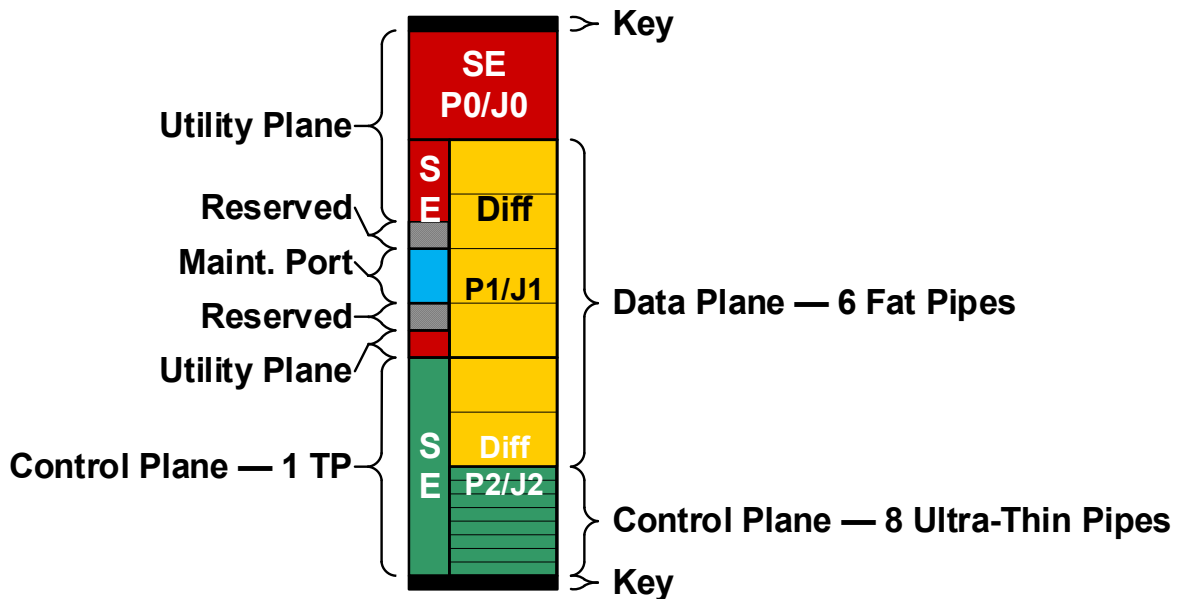 Key
SE
P0/J0
Utility Plane
S
E
Diff
Reserved
Maint. Port
P1/J1
Data Plane — 6 Fat Pipes
Reserved
Utility Plane
S
E
Diff
P2/J2
Control Plane — 1 TP
Control Plane — 8 Ultra-Thin Pipes
Key